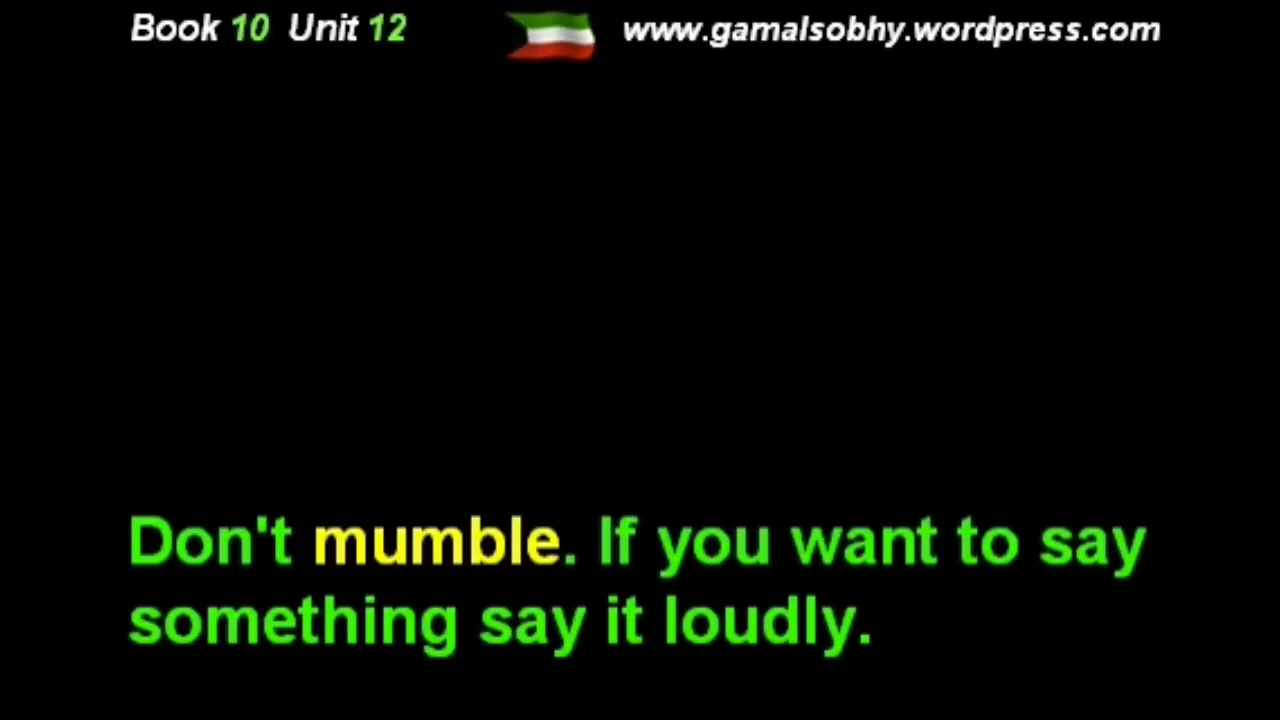 Book 10 Unit 12 www.gamalsobhy.wordpress.com
Don't mumble. If you want to say
something say it loudly.